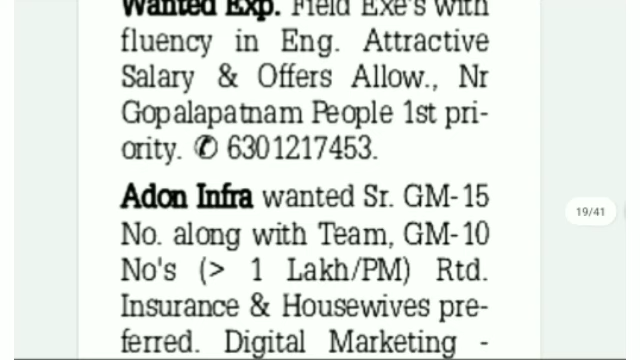 Wanted Exp. Field Exe's with
fluency in Eng. Attractive
Salary & Offers Allow., Nr
Gopalapatnam People 1st pri-
ority. ✆ 6301217453.
Adon Infra wanted Sr. GM-15
No. along with Team, GM-10
No's (> 1 Lakh/PM) Rtd.
Insurance & Housewives pre-
ferred. Digital Marketing -
19/41